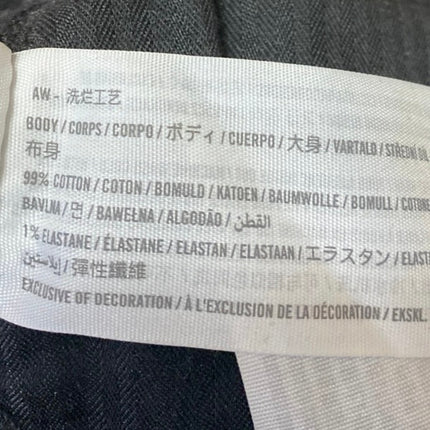 AW - 洗烂工艺
BODY / CORPS / CORPO / ボディ / CUERPO / 大身 / VARTALO / STŘEDNÍ DÍL
布身
99% COTTON / COTON / BOMULD / KATOEN / BAUMWOLLE / BOMULL / COTONE
BAVLNA / 면 / BAWEŁNA / ALGODÃO / القطن
1% ELASTANE / ÉLASTANE / ELASTAN / ELASTAAN / エラスタン / ELAST
إيلاستين / 彈性纖維
EXCLUSIVE OF DECORATION / À L'EXCLUSION DE LA DÉCORATION / EKSKL.